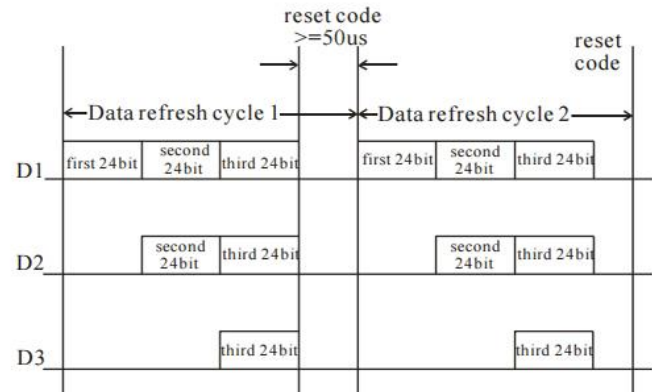 reset code
>=50us
reset
code
Data refresh cycle 1
Data refresh cycle 2
D1
first 24bit
second
24bit
third 24bit
first 24bit
second
24bit
third 24bit
D2
second
24bit
third 24bit
second
24bit
third 24bit
D3
third 24bit
third 24bit